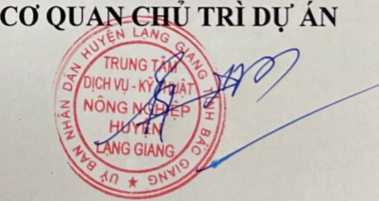 CƠ QUAN CHỦ TRÌ DỰ ÁN
ỦY BAN NHÂN DÂN HUYỆN LẠNG GIANG TỈNH BẮC GIANG
TRUNG TÂM
DỊCH VỤ - KỸ THUẬT
NÔNG NGHIỆP
HUYỆN
LẠNG GIANG